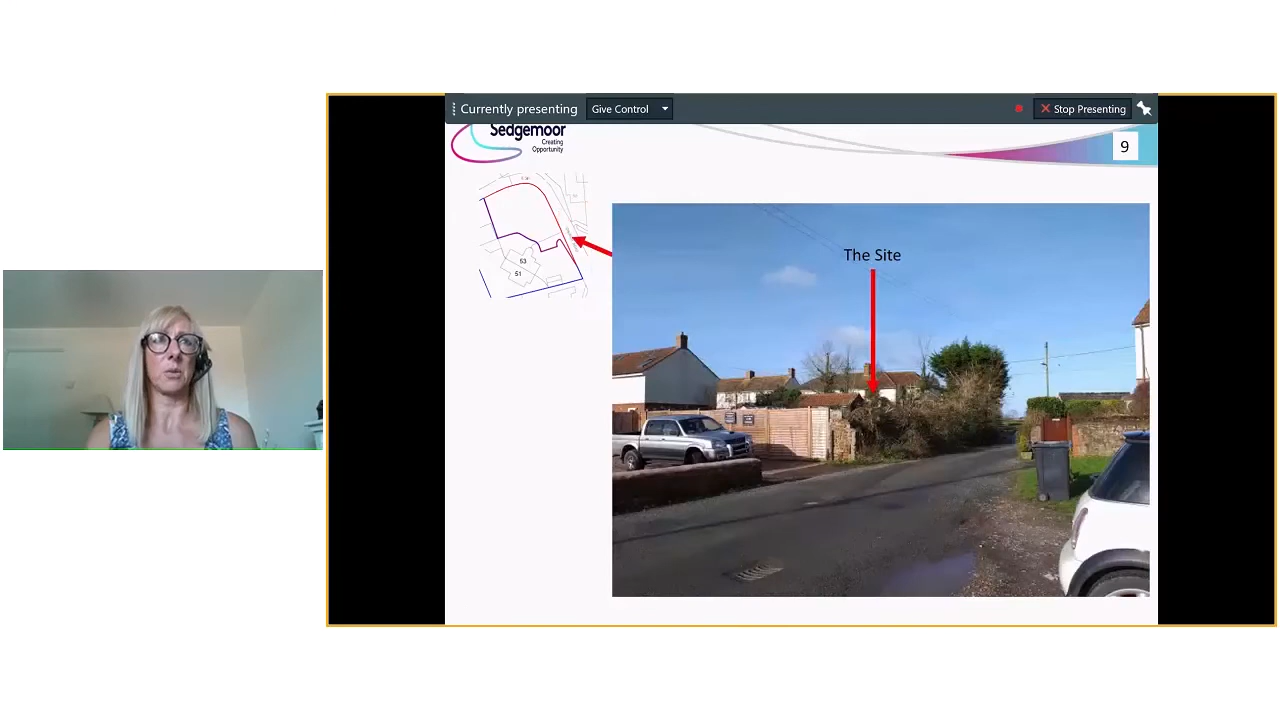 Currently presenting
Give Control
Stop Presenting
Sedgemoor
Creating
Opportunity
9
53
51
The Site